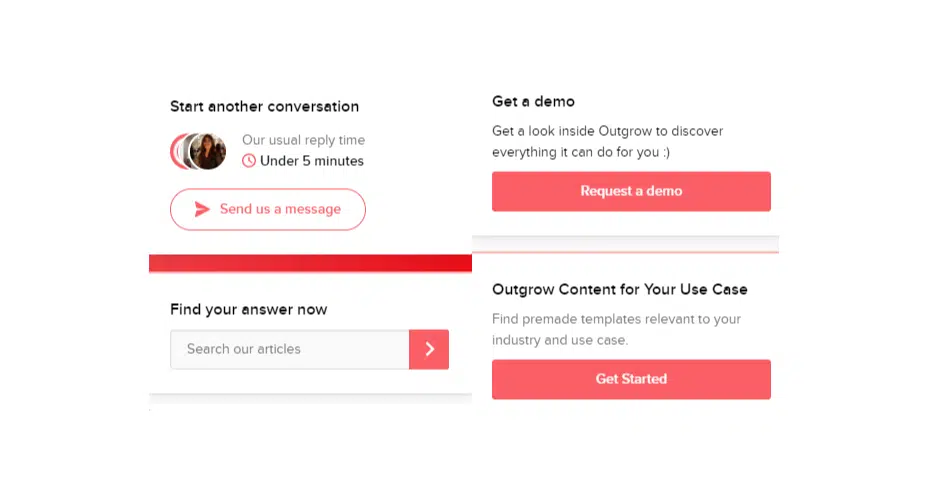 Start another conversation
Our usual reply time
Under 5 minutes
Send us a message
Find your answer now
Search our articles
Get a demo
Get a look inside Outgrow to discover
everything it can do for you :)
Request a demo
Outgrow Content for Your Use Case
Find premade templates relevant to your
industry and use case.
Get Started